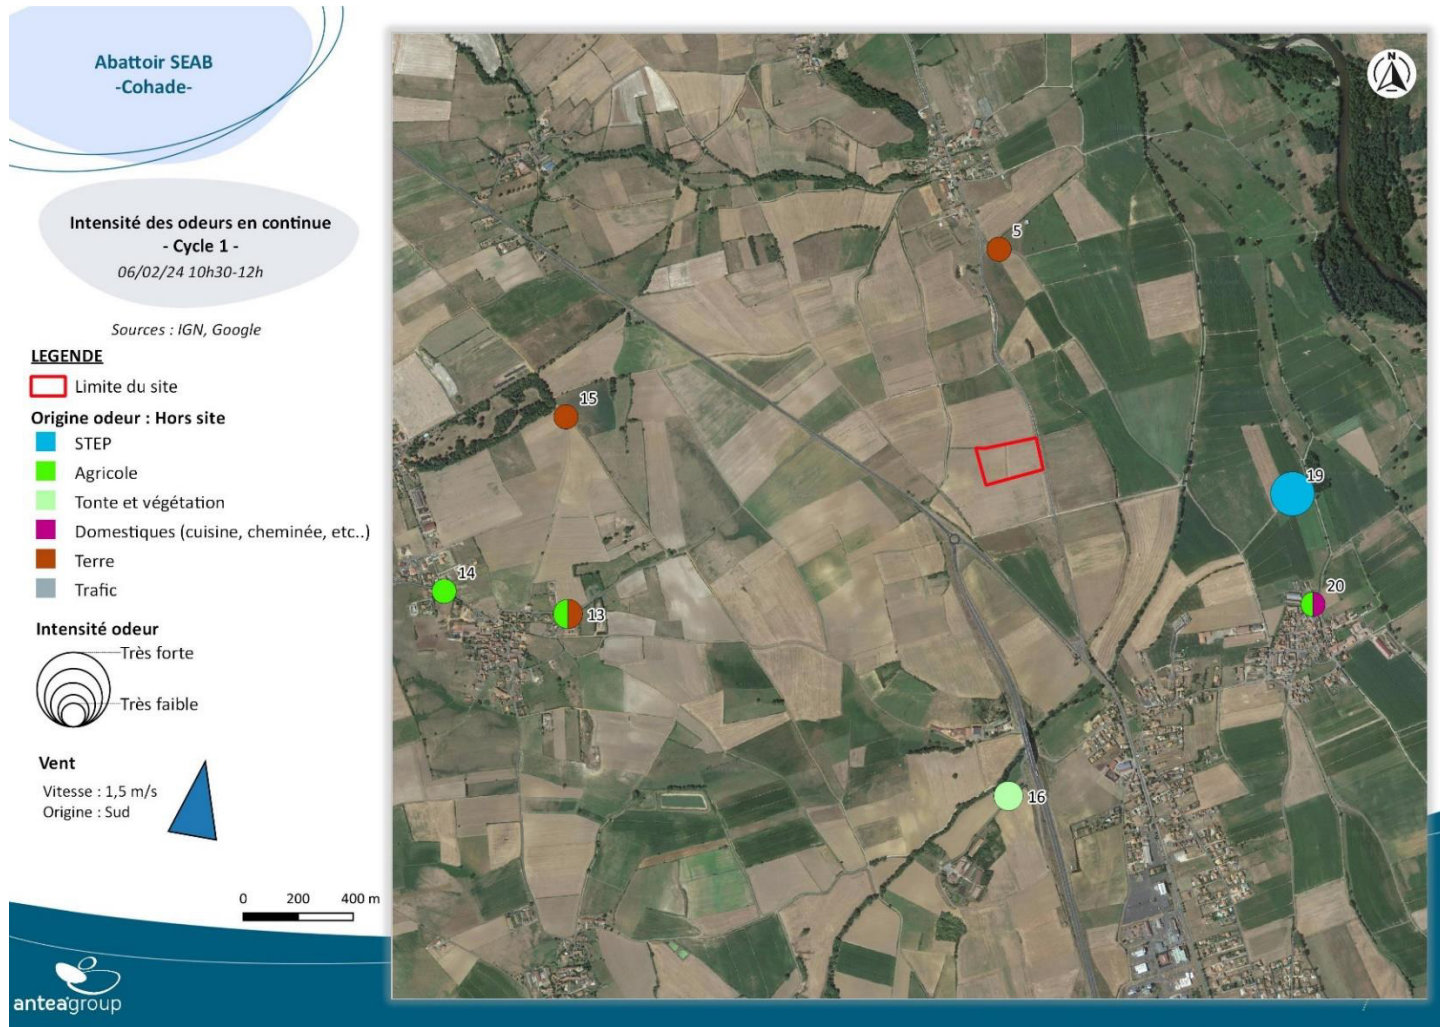 Abattoir SEAB
-Cohade-
Intensité des odeurs en continue
- Cycle 1 -
06/02/24 10h30-12h
Sources : IGN, Google
LEGENDE
Limite du site
Origine odeur : Hors site
STEP
Agricole
Tonte et végétation
Domestiques (cuisine, cheminée, etc..)
Terre
Trafic
Intensité odeur
Très forte
Très faible
Vent
Vitesse : 1,5 m/s
Origine : Sud
0 200 400 m
anteagroup
N
5
15
19
14
13
20
16